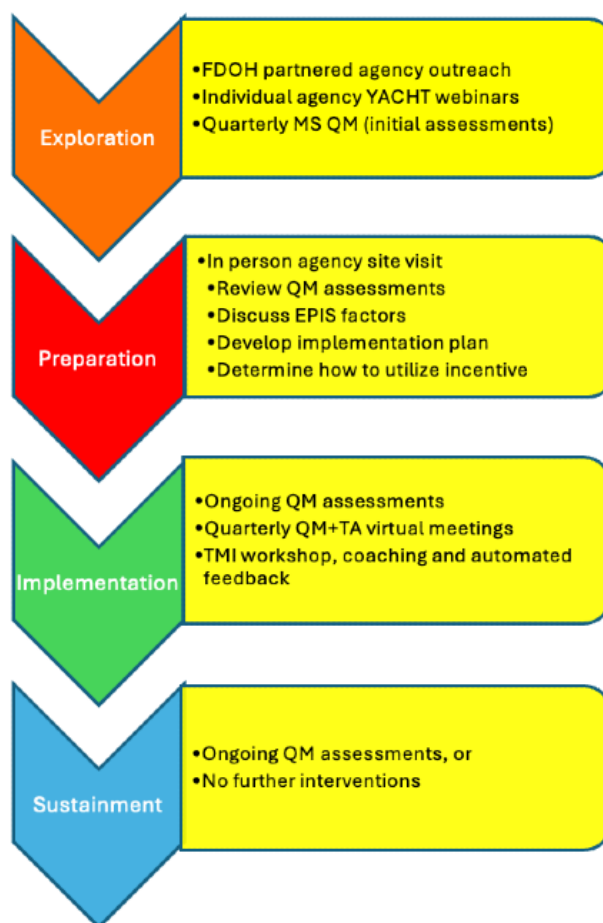 Exploration
•FDOH partnered agency outreach
•Individual agency YACHT webinars
•Quarterly MS QM (initial assessments)
Preparation
•In person agency site visit
•Review QM assessments
•Discuss EPIS factors
•Develop implementation plan
•Determine how to utilize incentive
Implementation
•Ongoing QM assessments
•Quarterly QM+TA virtual meetings
•TMI workshop, coaching and automated
feedback
Sustainment
•Ongoing QM assessments, or
•No further interventions